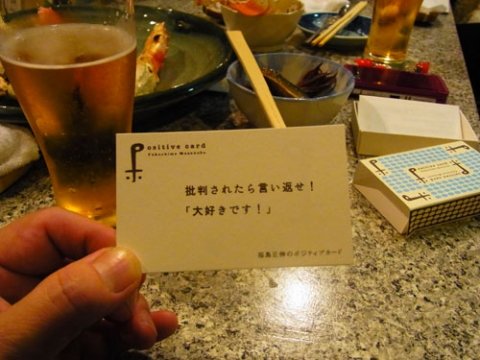 Positive card
Fukushima Masanobu
批判されたら言い返せ！
「大好きです！」
福島正伸のポジティブカード